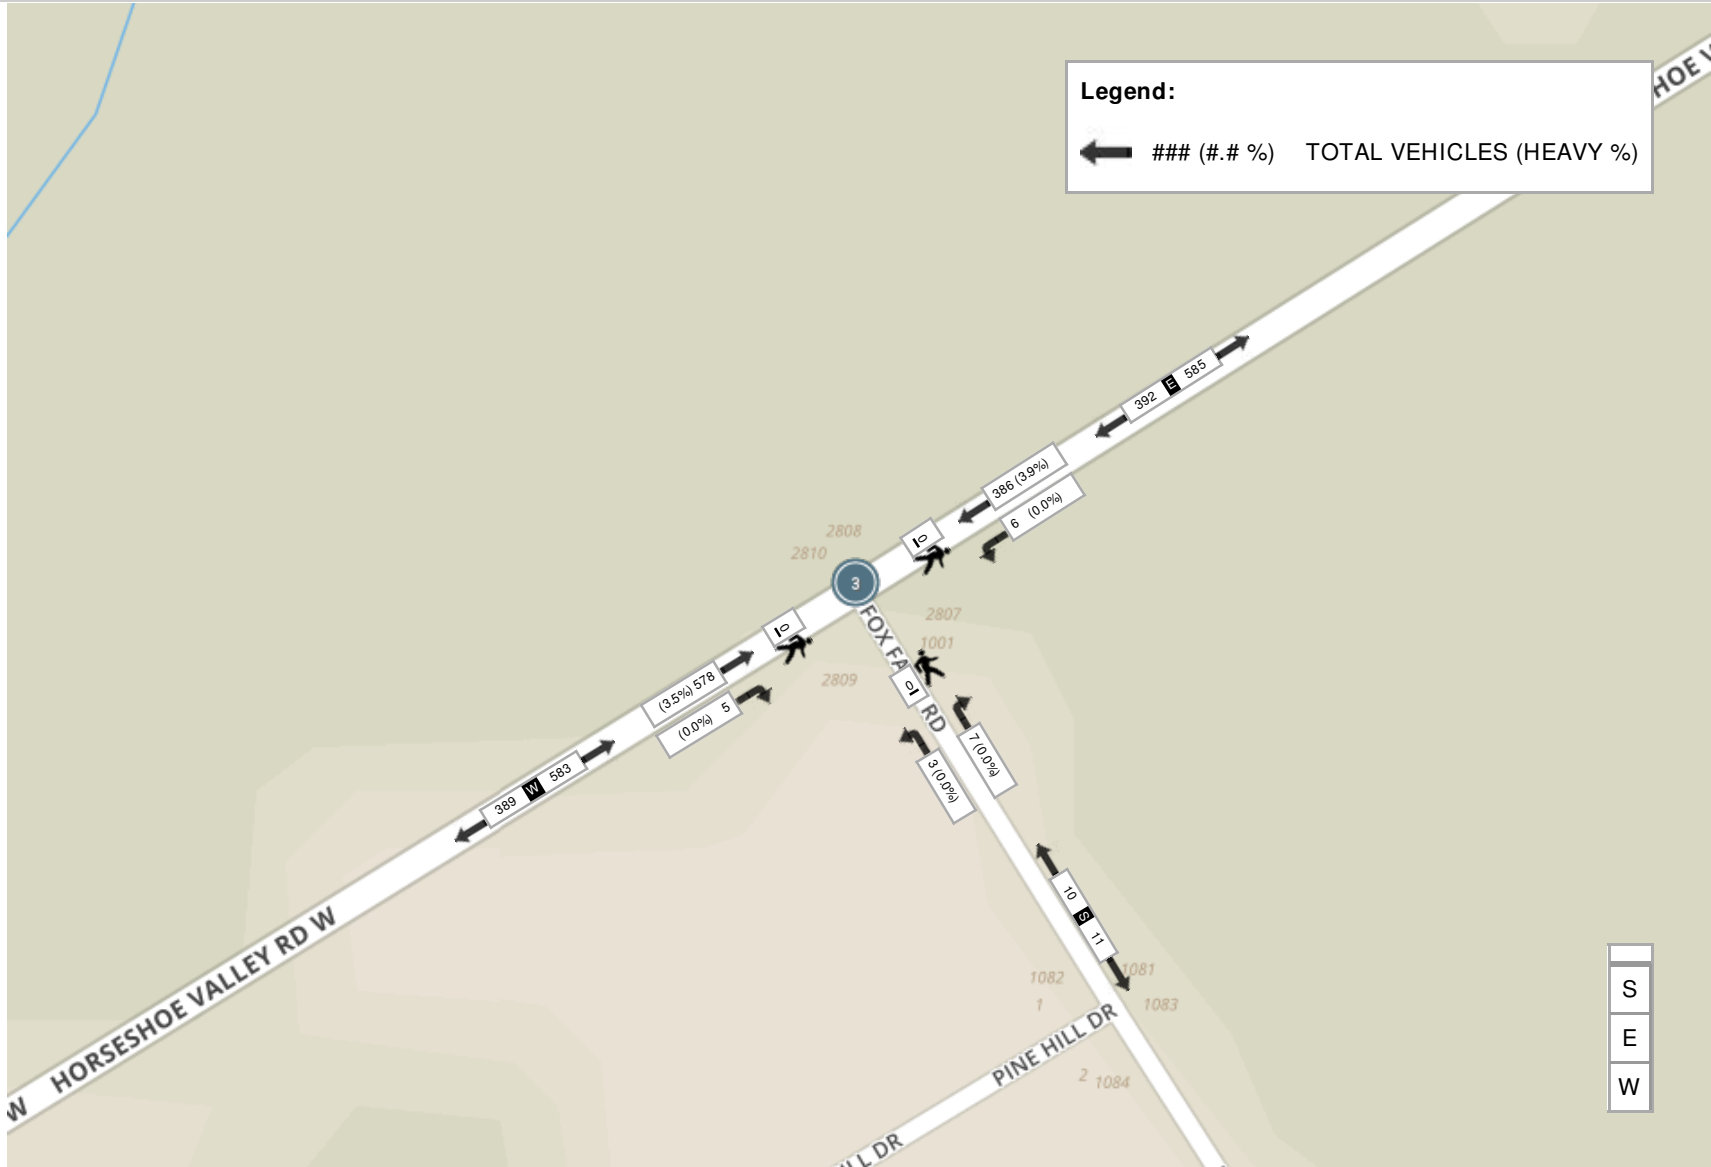 Legend:
### (#.# %) TOTAL VEHICLES (HEAVY %)
HOE V
392 E 585
386 (3.9%)
6 (0.0%)
0
2808
2810
3
2807
1001
0
FOX FA
RD
2809
0
(3.5%) 578
(0.0%) 5
7 (0.0%)
3 (0.0%)
389 W 583
10 S 11
HORSESHOE VALLEY RD W
W
1082
1081
1
1083
PINE HILL DR
2
1084
ILL DR
S
E
W